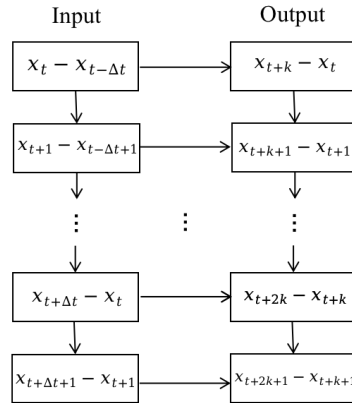 Input Output
x_t − x_{t−Δt} x_{t+k} − x_t
x_{t+1} − x_{t−Δt+1} x_{t+k+1} − x_{t+1}
⋮ ⋮ ⋮
x_{t+Δt} − x_t x_{t+2k} − x_{t+k}
x_{t+Δt+1} − x_{t+1} x_{t+2k+1} − x_{t+k+1}